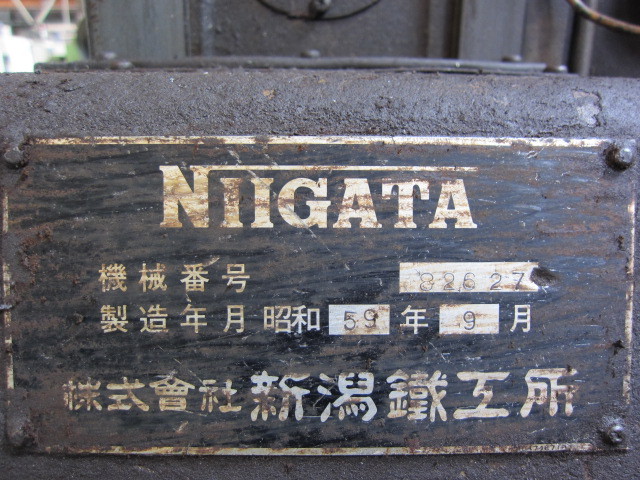 NIIGATA
機械番号 82627
製造年月 昭和 59 年 9 月
株式會社 新潟鐵工所